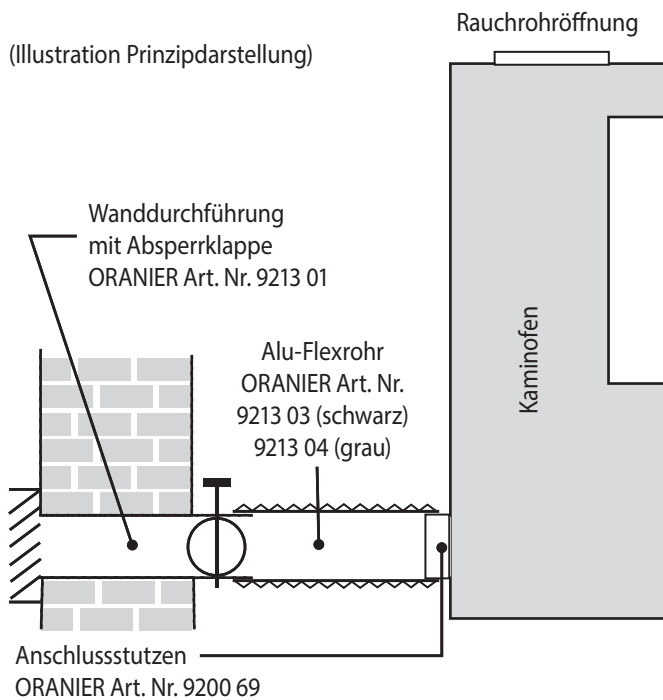 Rauchrohröffnung
(Illustration Prinzipdarstellung)
Wanddurchführung
mit Absperrklappe
ORANIER Art. Nr. 9213 01
Alu-Flexrohr
ORANIER Art. Nr.
9213 03 (schwarz)
9213 04 (grau)
Kaminofen
Anschlussstutzen
ORANIER Art. Nr. 9200 69